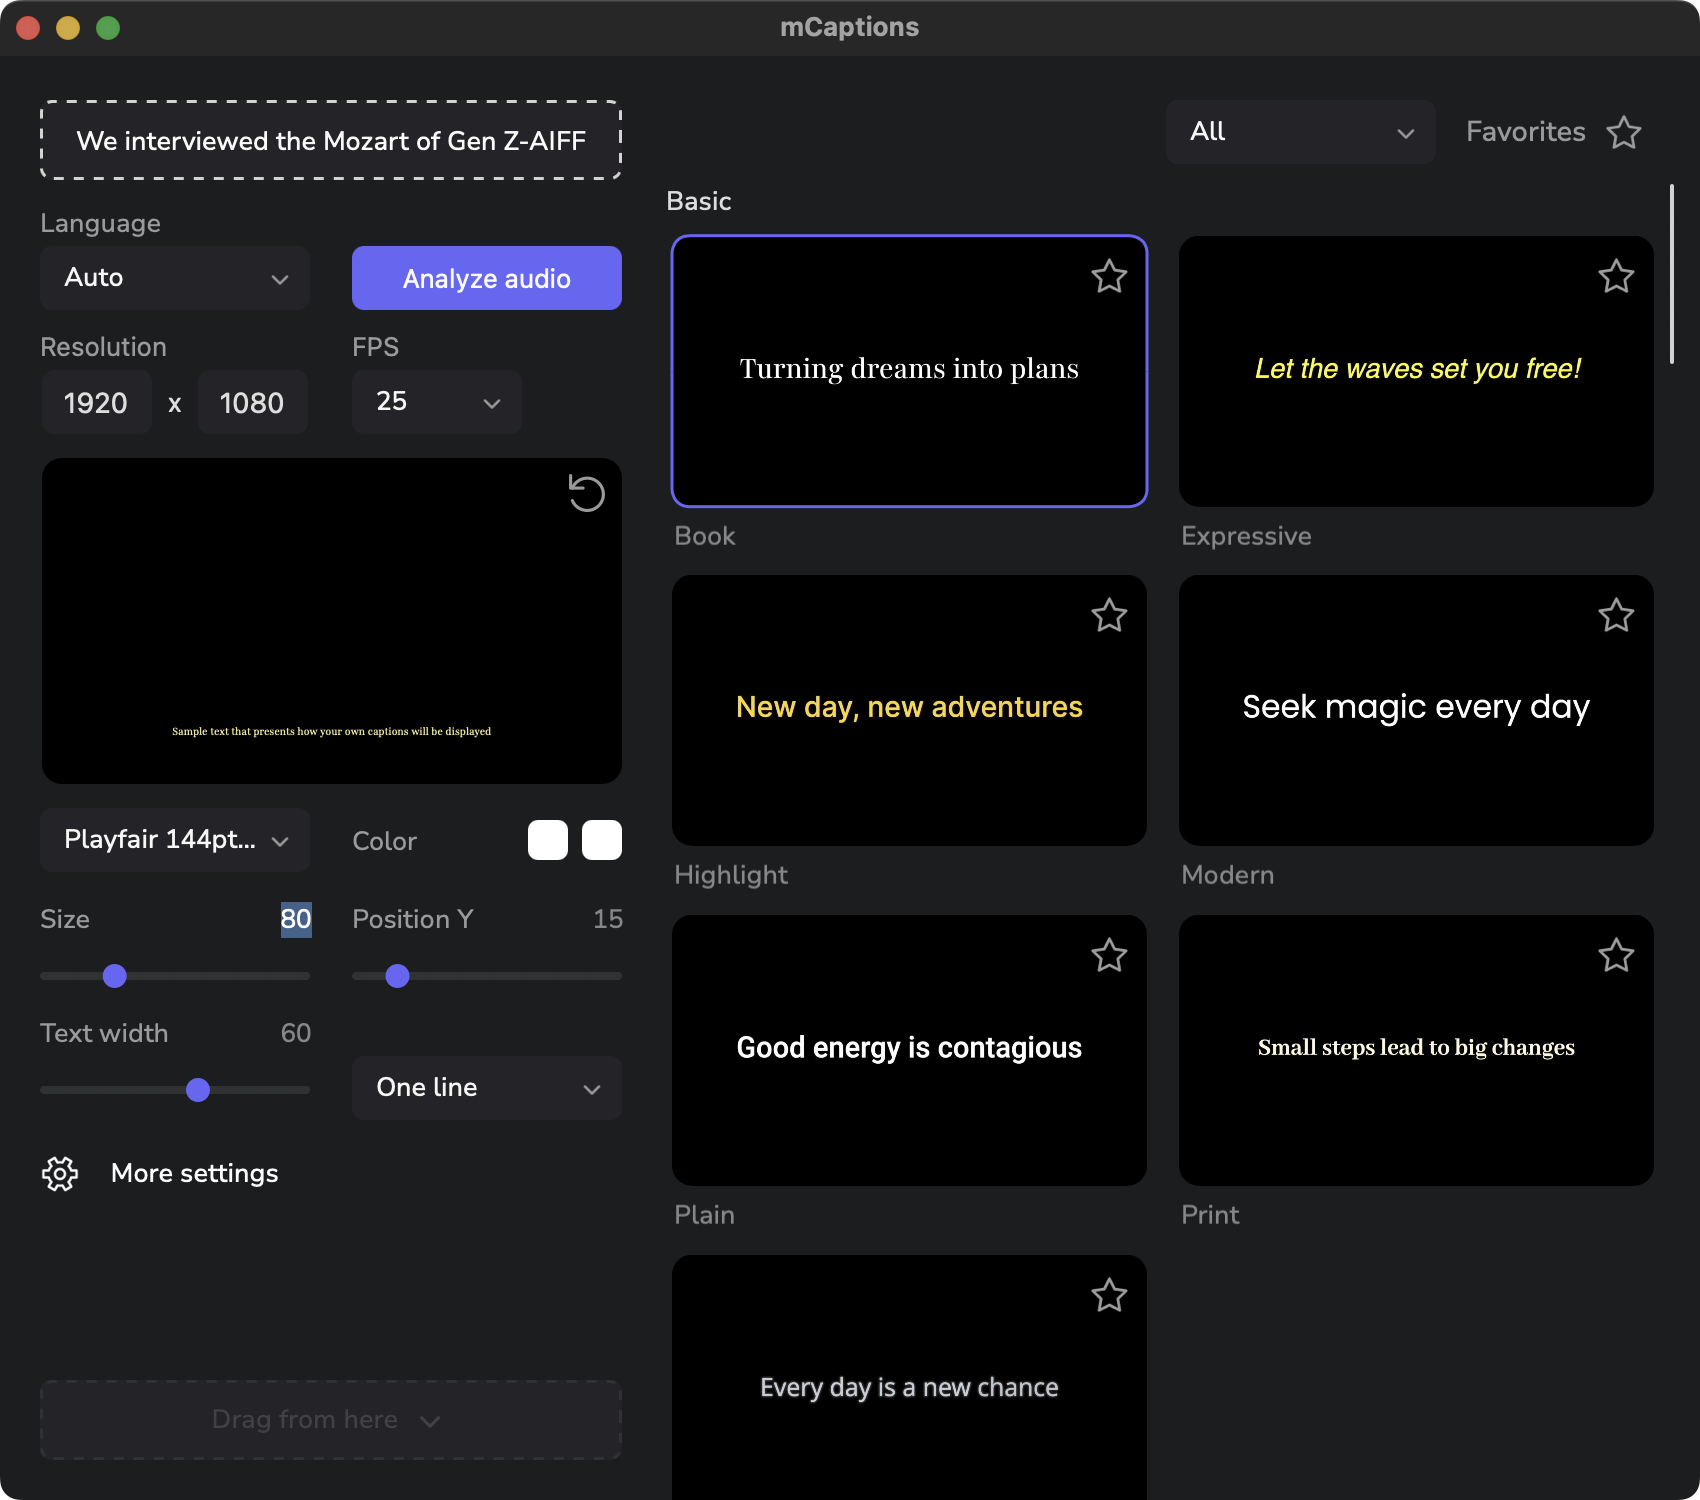 mCaptions
We interviewed the Mozart of Gen Z-AIFF
Language
Auto
Analyze audio
Resolution
FPS
1920 x 1080
25
Sample text that presents how your own captions will be displayed
Playfair 144pt...
Color
Size 80
Position Y 15
Text width 60
One line
More settings
Drag from here
All
Favorites
Basic
Turning dreams into plans
Book
Let the waves set you free!
Expressive
New day, new adventures
Highlight
Seek magic every day
Modern
Good energy is contagious
Plain
Small steps lead to big changes
Print
Every day is a new chance